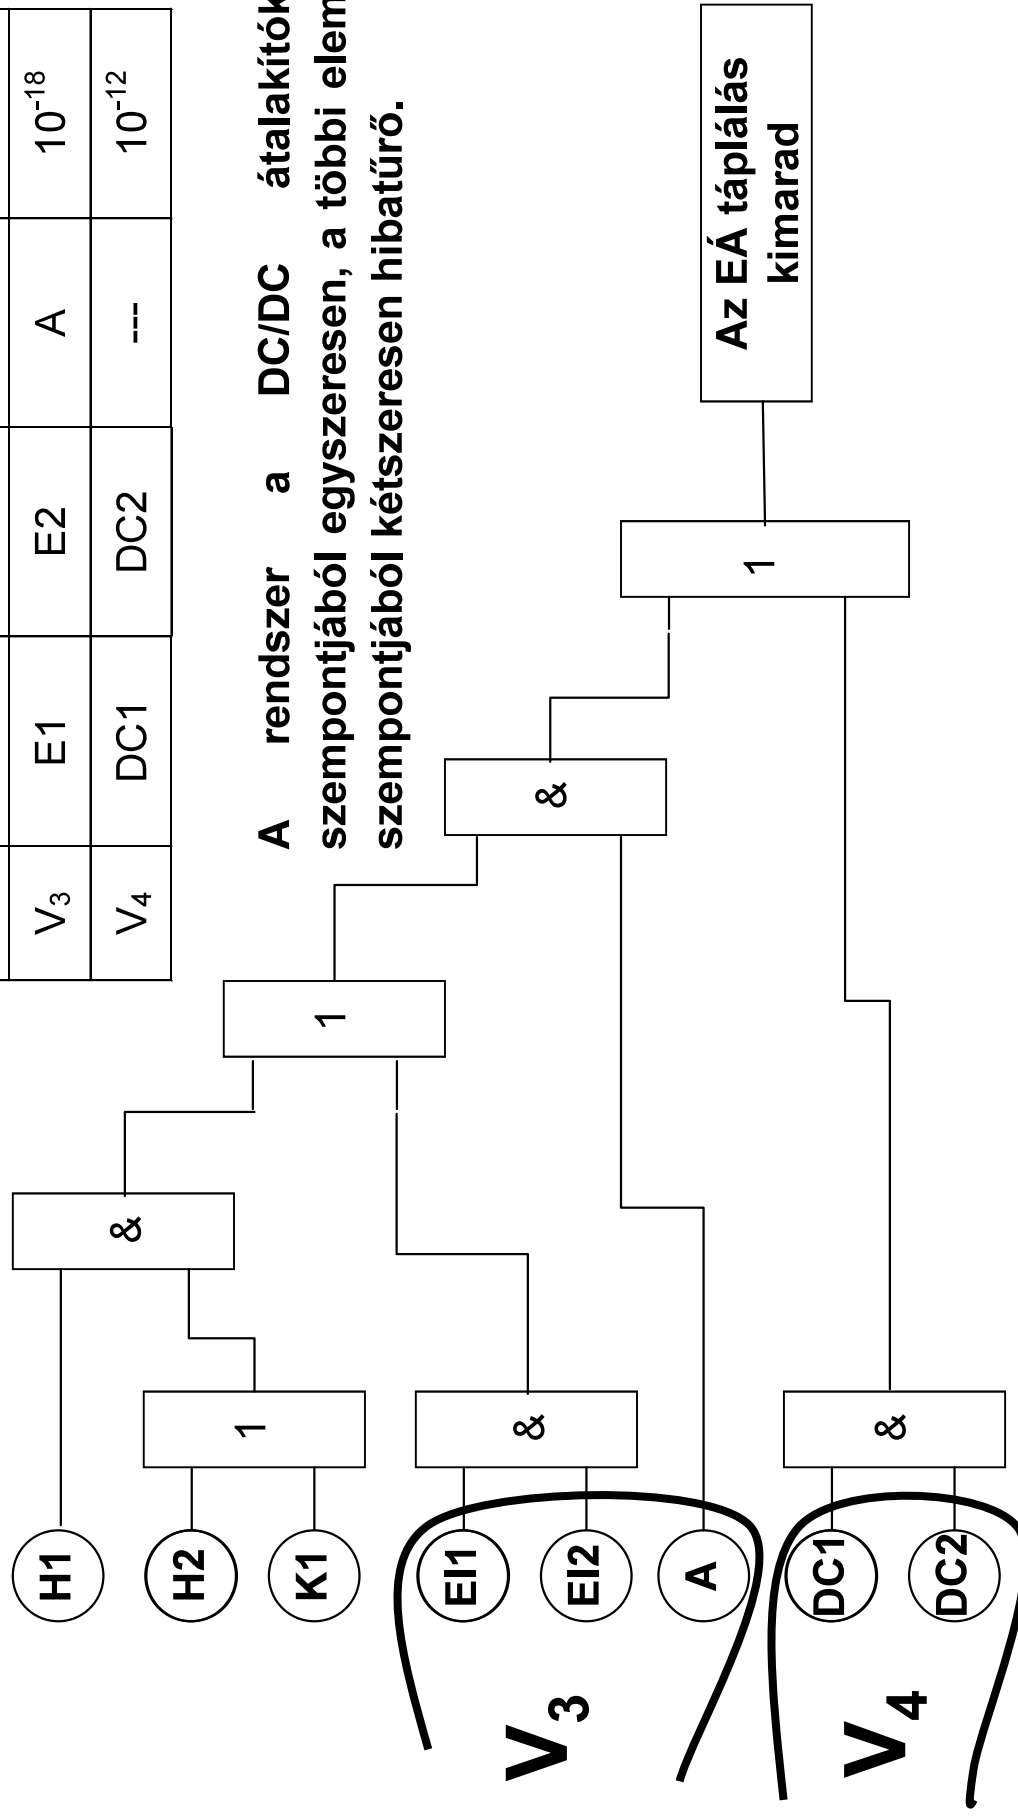 V3 E1 E2 A 10-18
V4 DC1 DC2 --- 10-12
A rendszer a DC/DC átalakítók
szempontjából egyszeresen, a többi elem
szempontjából kétszeresen hibatűrő.
H1
H2
K1
EI1
EI2
A
DC1
DC2
V3
V4
&
1
&
&
1
&
1
Az EÁ táplálás
kimarad